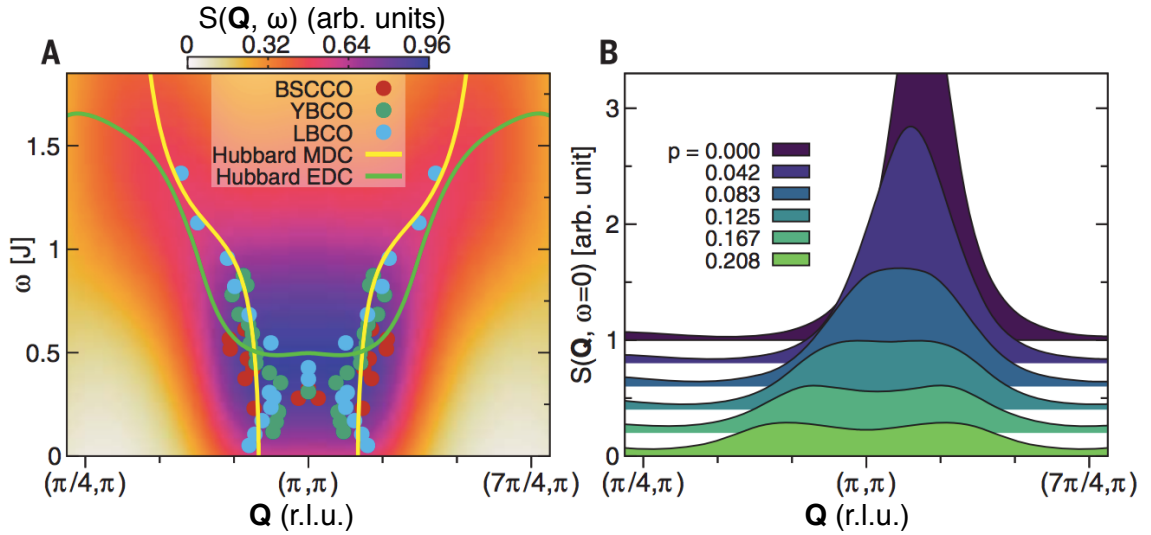 S(Q, ω) (arb. units)
A
0 0.32 0.64 0.96
BSCCO
YBCO
LBCO
Hubbard MDC
Hubbard EDC
1.5
1
0.5
0
ω [J]
(π/4,π) (π,π) (7π/4,π)
Q (r.l.u.)
B
p = 0.000
0.042
0.083
0.125
0.167
0.208
3
2
1
0
S(Q, ω=0) [arb. unit]
(π/4,π) (π,π) (7π/4,π)
Q (r.l.u.)